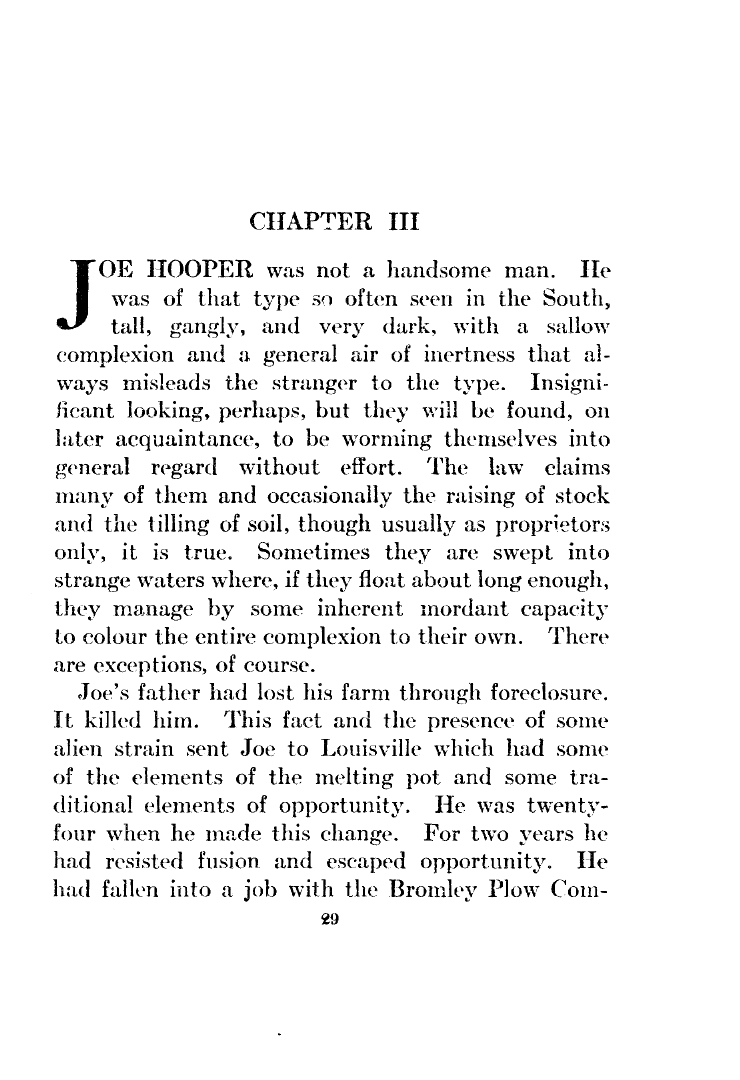 CHAPTER III
JOE HOOPER was not a handsome man. He
was of that type so often seen in the South,
tall, gangly, and very dark, with a sallow
complexion and a general air of inertness that al-
ways misleads the stranger to the type. Insigni-
ficant looking, perhaps, but they will be found, on
later acquaintance, to be worming themselves into
general regard without effort. The law claims
many of them and occasionally the raising of stock
and the tilling of soil, though usually as proprietors
only, it is true. Sometimes they are swept into
strange waters where, if they float about long enough,
they manage by some inherent mordant capacity
to colour the entire complexion to their own. There
are exceptions, of course.
Joe's father had lost his farm through foreclosure.
It killed him. This fact and the presence of some
alien strain sent Joe to Louisville which had some
of the elements of the melting pot and some tra-
ditional elements of opportunity. He was twenty-
four when he made this change. For two years he
had resisted fusion and escaped opportunity. He
had fallen into a job with the Bromley Plow Com-
29